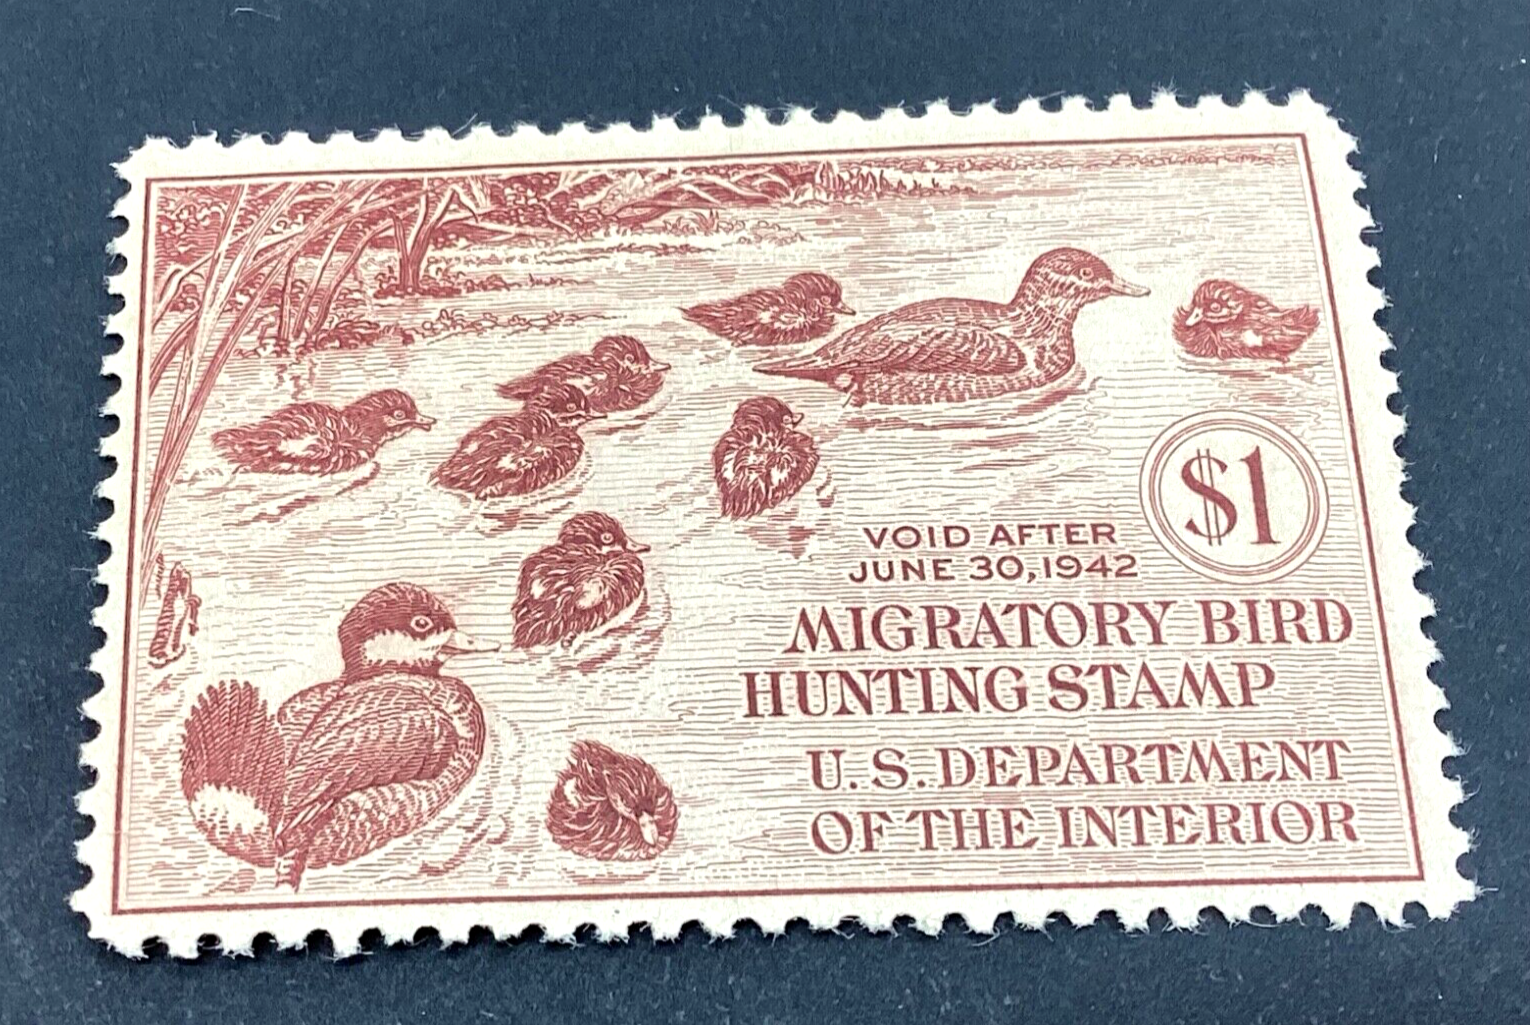 $1
VOID AFTER
JUNE 30, 1942
MIGRATORY BIRD
HUNTING STAMP
U.S. DEPARTMENT
OF THE INTERIOR